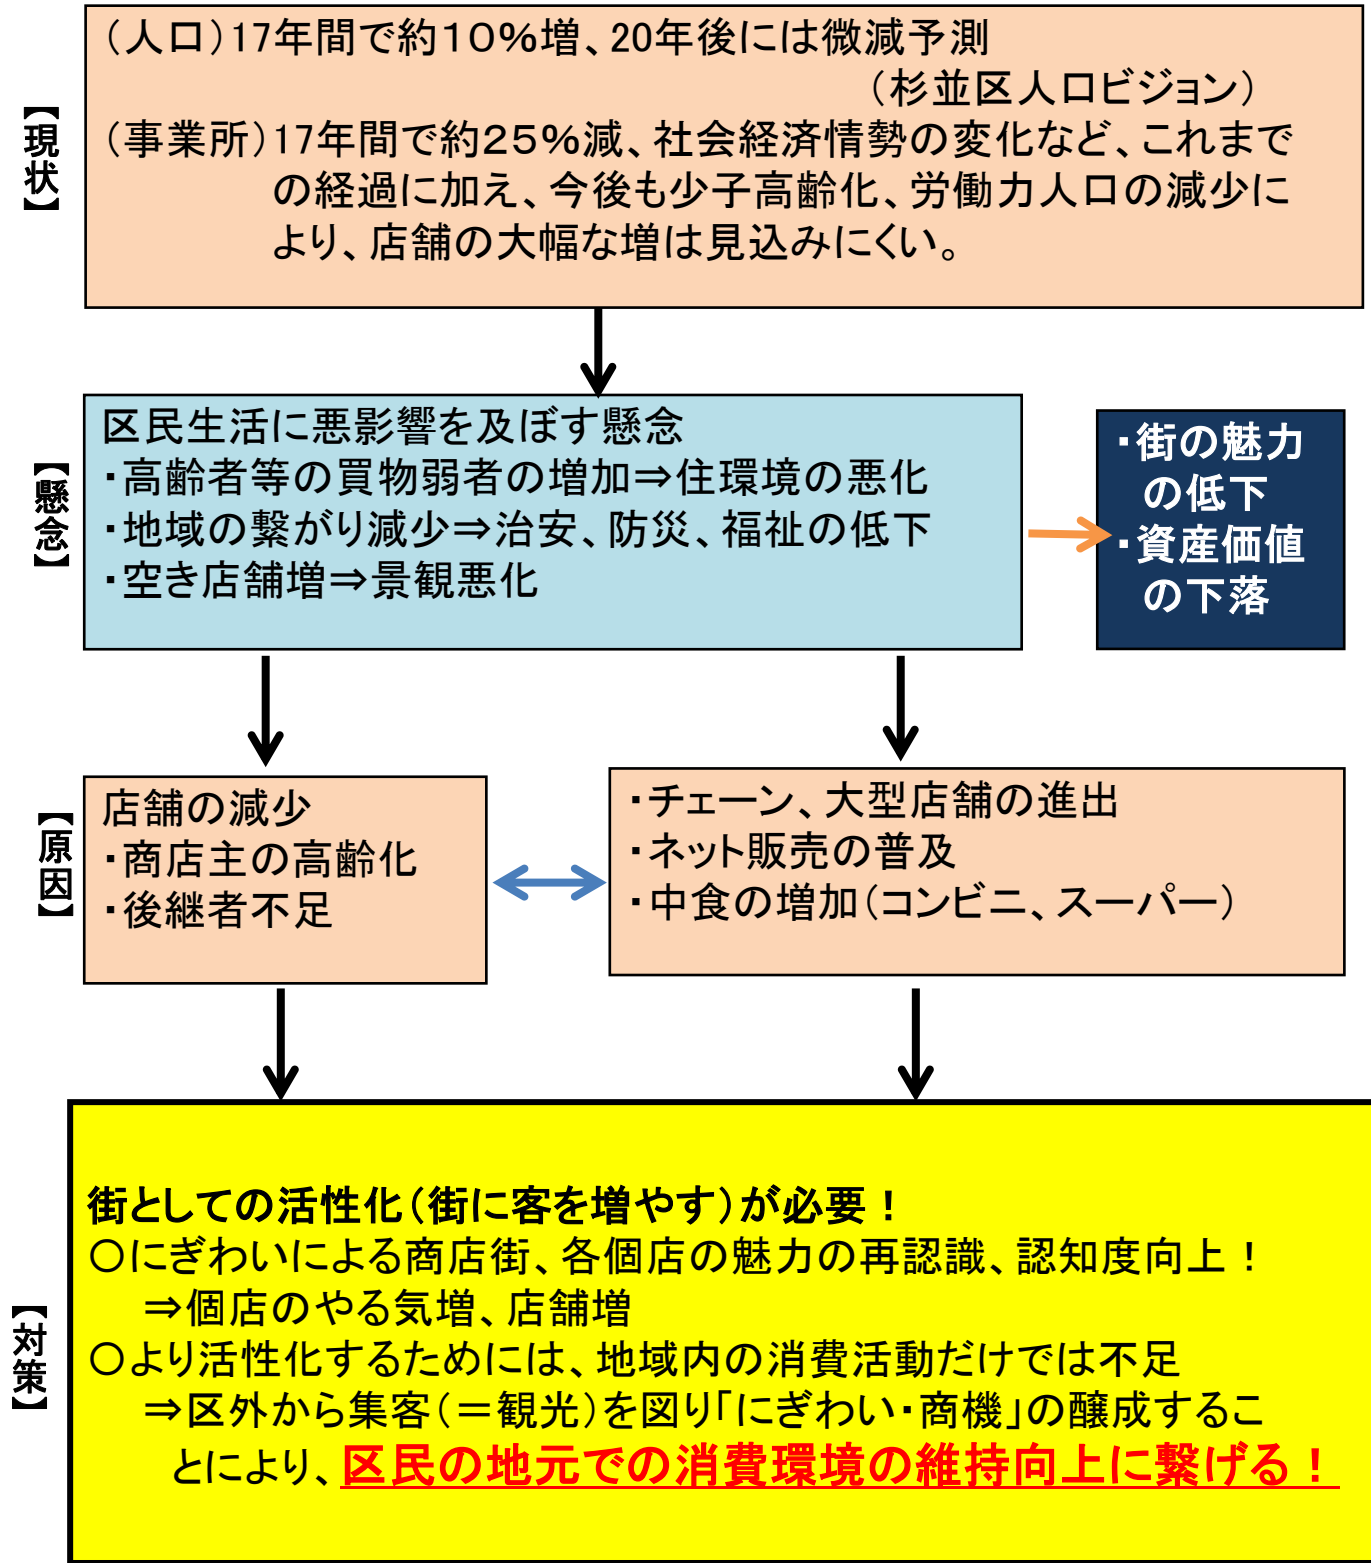 【現状】
（人口）17年間で約１０％増、20年後には微減予測
（杉並区人口ビジョン）
（事業所）17年間で約２５％減、社会経済情勢の変化など、これまで
の経過に加え、今後も少子高齢化、労働力人口の減少に
より、店舗の大幅な増は見込みにくい。
【懸念】
区民生活に悪影響を及ぼす懸念
・高齢者等の買物弱者の増加⇒住環境の悪化
・地域の繋がり減少⇒治安、防災、福祉の低下
・空き店舗増⇒景観悪化
・街の魅力
の低下
・資産価値
の下落
【原因】
店舗の減少
・商店主の高齢化
・後継者不足
・チェーン、大型店舗の進出
・ネット販売の普及
・中食の増加（コンビニ、スーパー）
【対策】
街としての活性化（街に客を増やす）が必要！
〇にぎわいによる商店街、各個店の魅力の再認識、認知度向上！
⇒個店のやる気増、店舗増
〇より活性化するためには、地域内の消費活動だけでは不足
⇒区外から集客（＝観光）を図り「にぎわい・商機」の醸成するこ
とにより、区民の地元での消費環境の維持向上に繋げる！